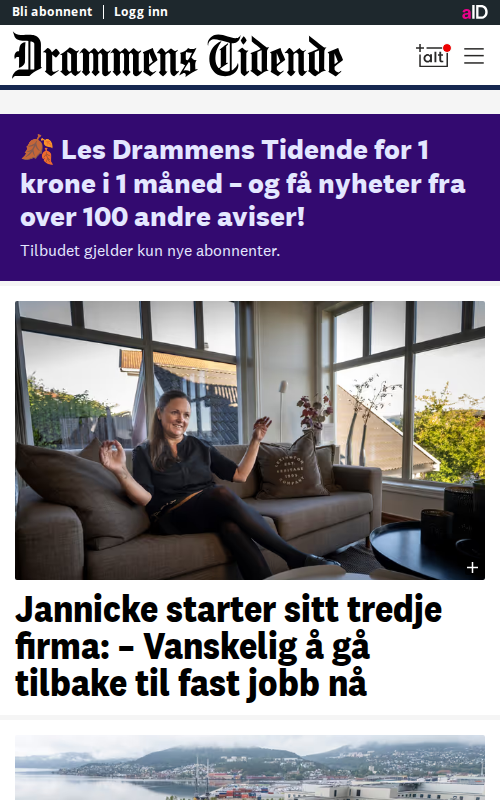 Bli abonnent | Logg inn
aID
Drammens Tidende
+alt
🍂 Les Drammens Tidende for 1
krone i 1 måned – og få nyheter fra
over 100 andre aviser!
Tilbudet gjelder kun nye abonnenter.
+
Jannicke starter sitt tredje
firma: – Vanskelig å gå
tilbake til fast jobb nå